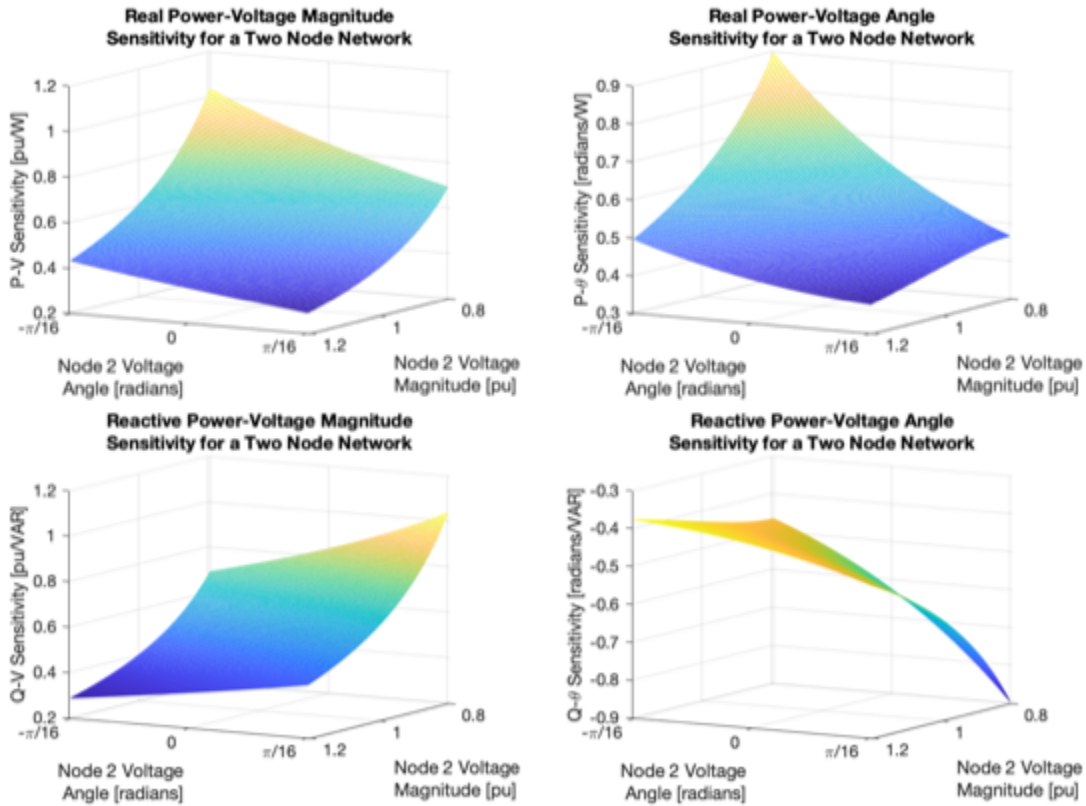 Real Power-Voltage Magnitude
Sensitivity for a Two Node Network
P-V Sensitivity [pu/W]
1.2
1
0.8
0.6
0.4
0.2
-π/16
0
π/16
1.2
1
0.8
Node 2 Voltage
Angle [radians]
Node 2 Voltage
Magnitude [pu]
Real Power-Voltage Angle
Sensitivity for a Two Node Network
P-θ Sensitivity [radians/W]
0.9
0.8
0.7
0.6
0.5
0.4
0.3
-π/16
0
π/16
1.2
1
0.8
Node 2 Voltage
Angle [radians]
Node 2 Voltage
Magnitude [pu]
Reactive Power-Voltage Magnitude
Sensitivity for a Two Node Network
Q-V Sensitivity [pu/VAR]
1.2
1
0.8
0.6
0.4
0.2
-π/16
0
π/16
1.2
1
0.8
Node 2 Voltage
Angle [radians]
Node 2 Voltage
Magnitude [pu]
Reactive Power-Voltage Angle
Sensitivity for a Two Node Network
Q-θ Sensitivity [radians/VAR]
-0.3
-0.4
-0.5
-0.6
-0.7
-0.8
-0.9
-π/16
0
π/16
1.2
1
0.8
Node 2 Voltage
Angle [radians]
Node 2 Voltage
Magnitude [pu]